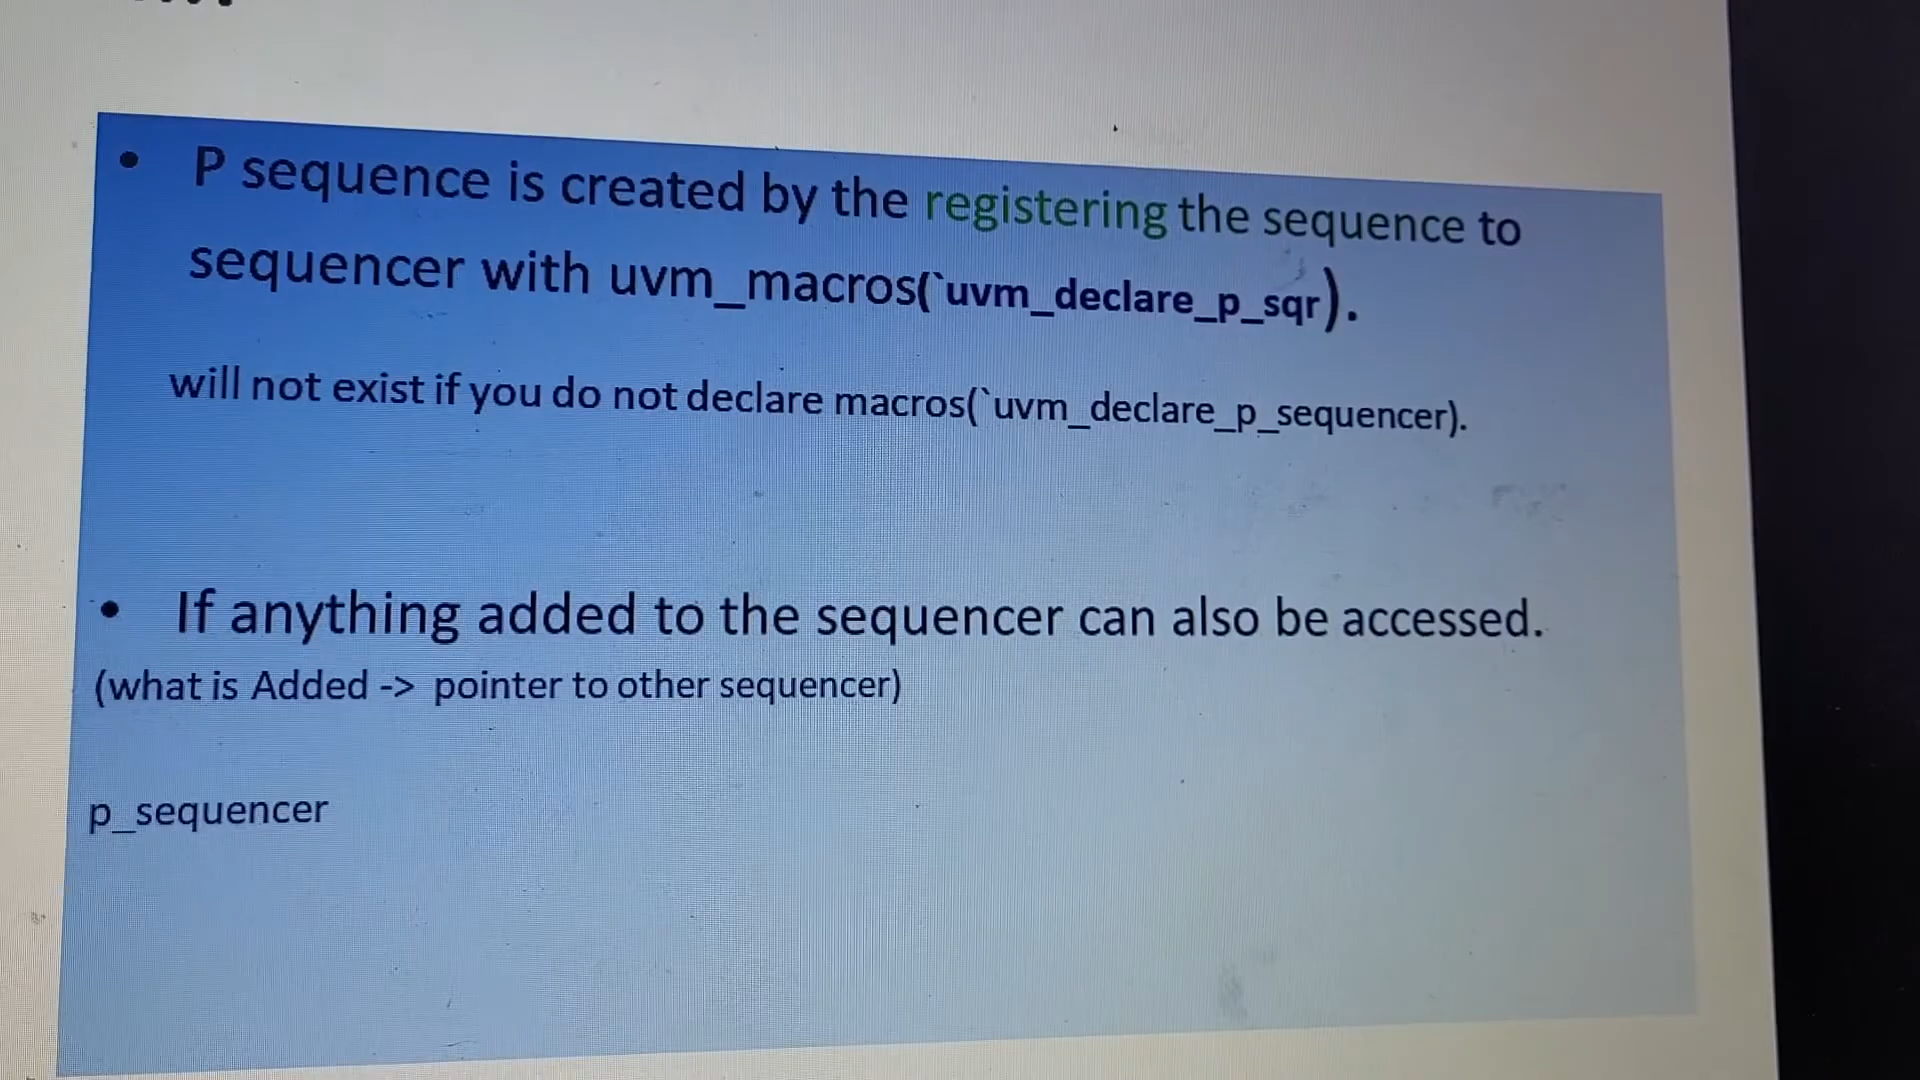 • P sequence is created by the registering the sequence to
sequencer with uvm_macros(`uvm_declare_p_sqr).
will not exist if you do not declare macros(`uvm_declare_p_sequencer).
• If anything added to the sequencer can also be accessed.
(what is Added -> pointer to other sequencer)
p_sequencer